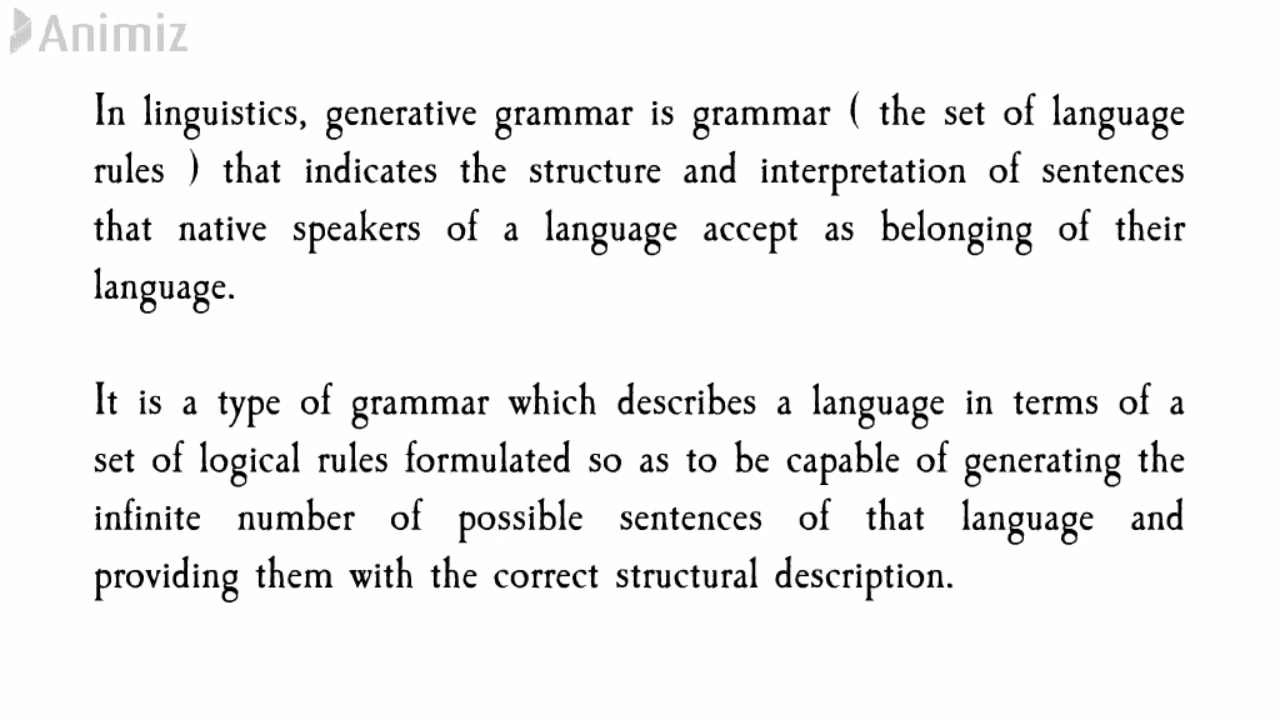 Animiz
In linguistics, generative grammar is grammar ( the set of language
rules ) that indicates the structure and interpretation of sentences
that native speakers of a language accept as belonging of their
language.
It is a type of grammar which describes a language in terms of a
set of logical rules formulated so as to be capable of generating the
infinite number of possible sentences of that language and
providing them with the correct structural description.